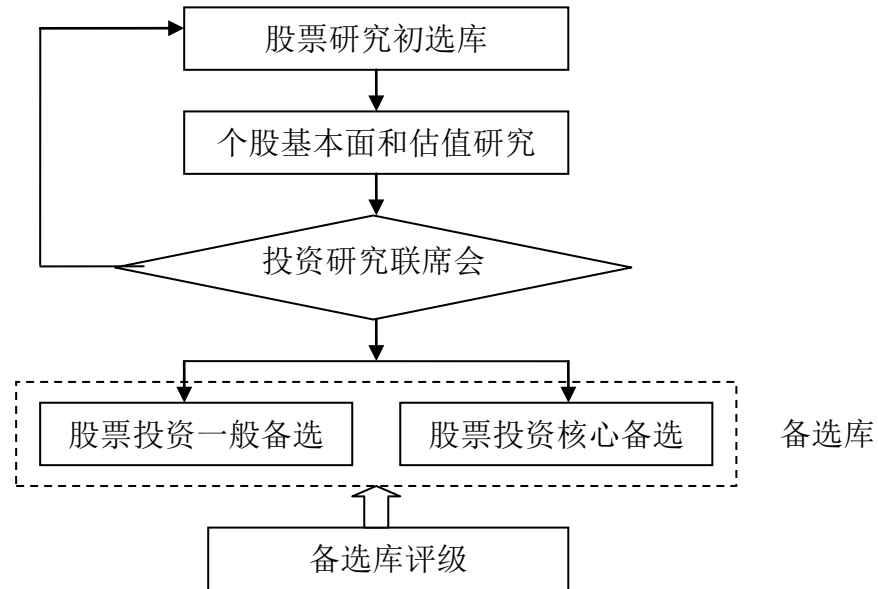 股票研究初选库
个股基本面和估值研究
投资研究联席会
股票投资一般备选
股票投资核心备选
备选库
备选库评级